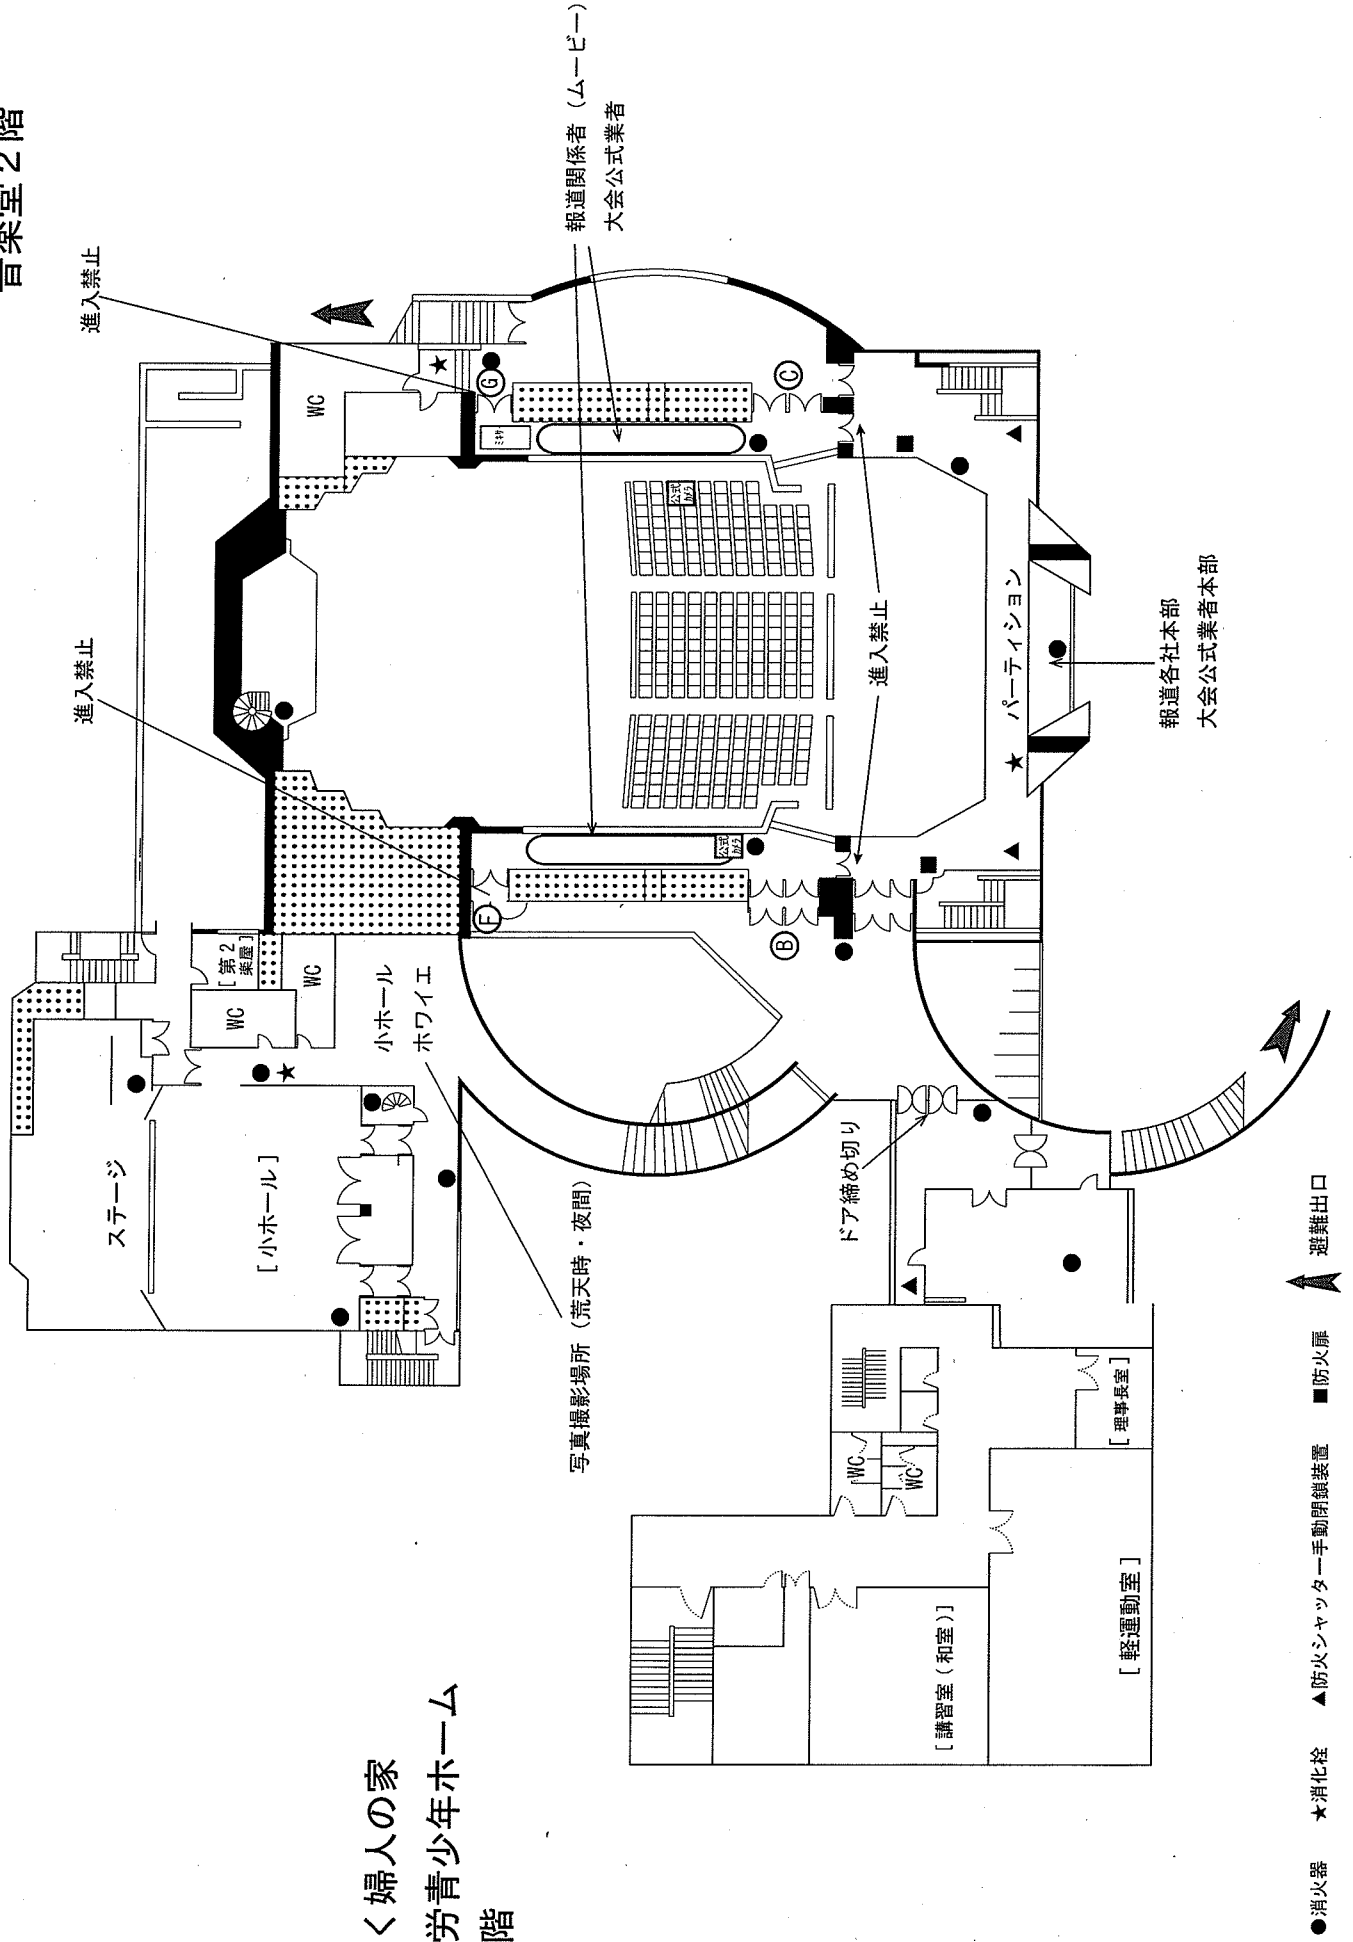 音楽堂2階
進入禁止
進入禁止
報道関係者（ムービー）
大会公式業者
WC
G
C
ミキサ
公式
カメラ
進入禁止
パーティション
報道各社本部
大会公式業者本部
公式
カメラ
F
B
[第2
楽屋]
WC
WC
小ホール
ホワイエ
ステージ
[小ホール]
写真撮影場所（荒天時・夜間）
ドア締め切り
[理事長室]
WC
WC
[講習室（和室）]
[軽運動室]
＜婦人の家
労青少年ホーム
階
●消火器　★消化栓　▲防火シャッター手動閉鎖装置　■防火扉　避難出口